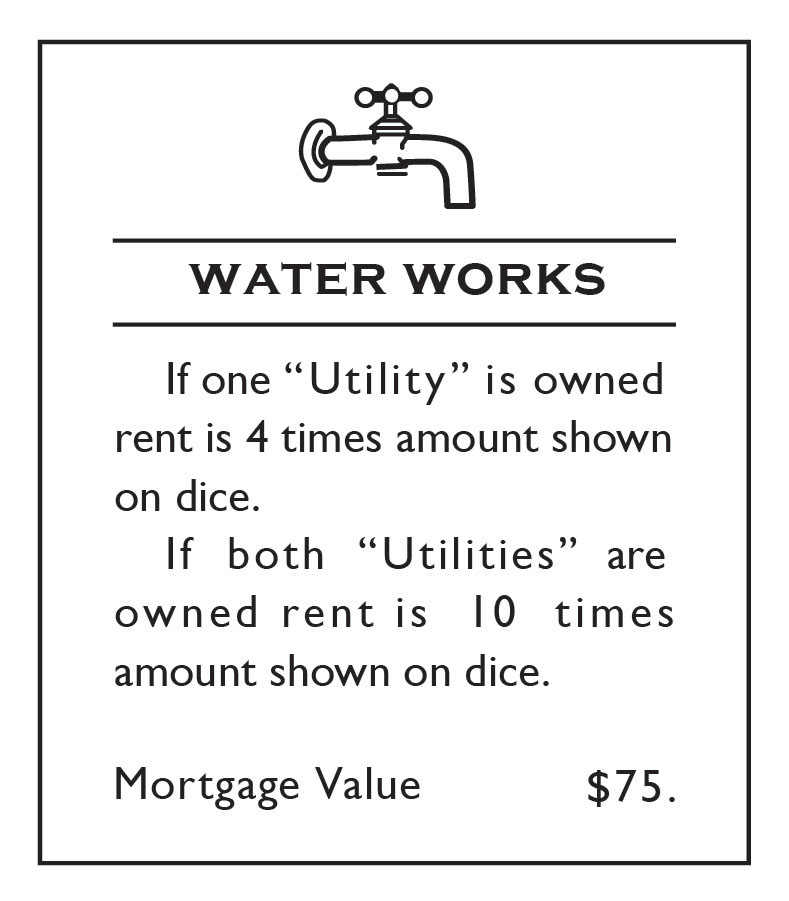 WATER WORKS
If one “Utility” is owned
rent is 4 times amount shown
on dice.
If both “Utilities” are
owned rent is 10 times
amount shown on dice.
Mortgage Value $75.